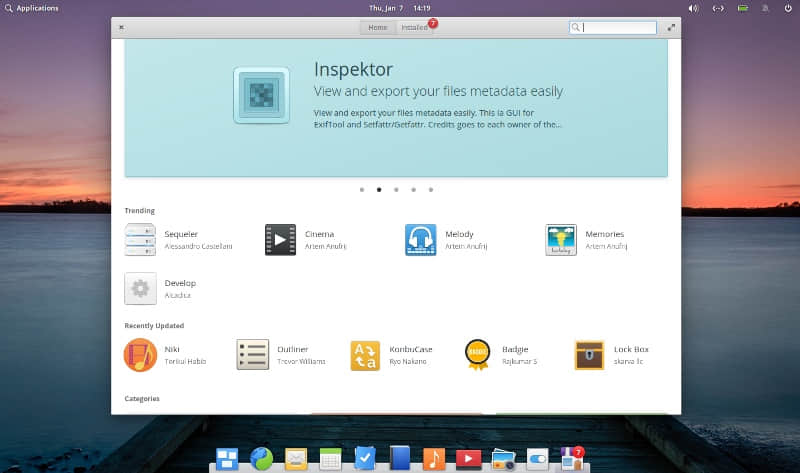 Applications
Thu, Jan 7 14:19
Home
Installed
7
Inspektor
View and export your files metadata easily
View and export your files metadata easily. This is GUI for
ExifTool and Setfattr/Getfattr. Credits goes to each owner of the...
Trending
Sequeler
Alessandro Castellani
Cinema
Artem Anufrij
Melody
Artem Anufrij
Memories
Artem Anufrij
Develop
Alcadica
Recently Updated
Niki
Torikul Habib
Outliner
Trevor Williams
KonbuCase
Ryo Nakano
Badgie
Rajkumar S
Lock Box
skarva llc
Categories
7